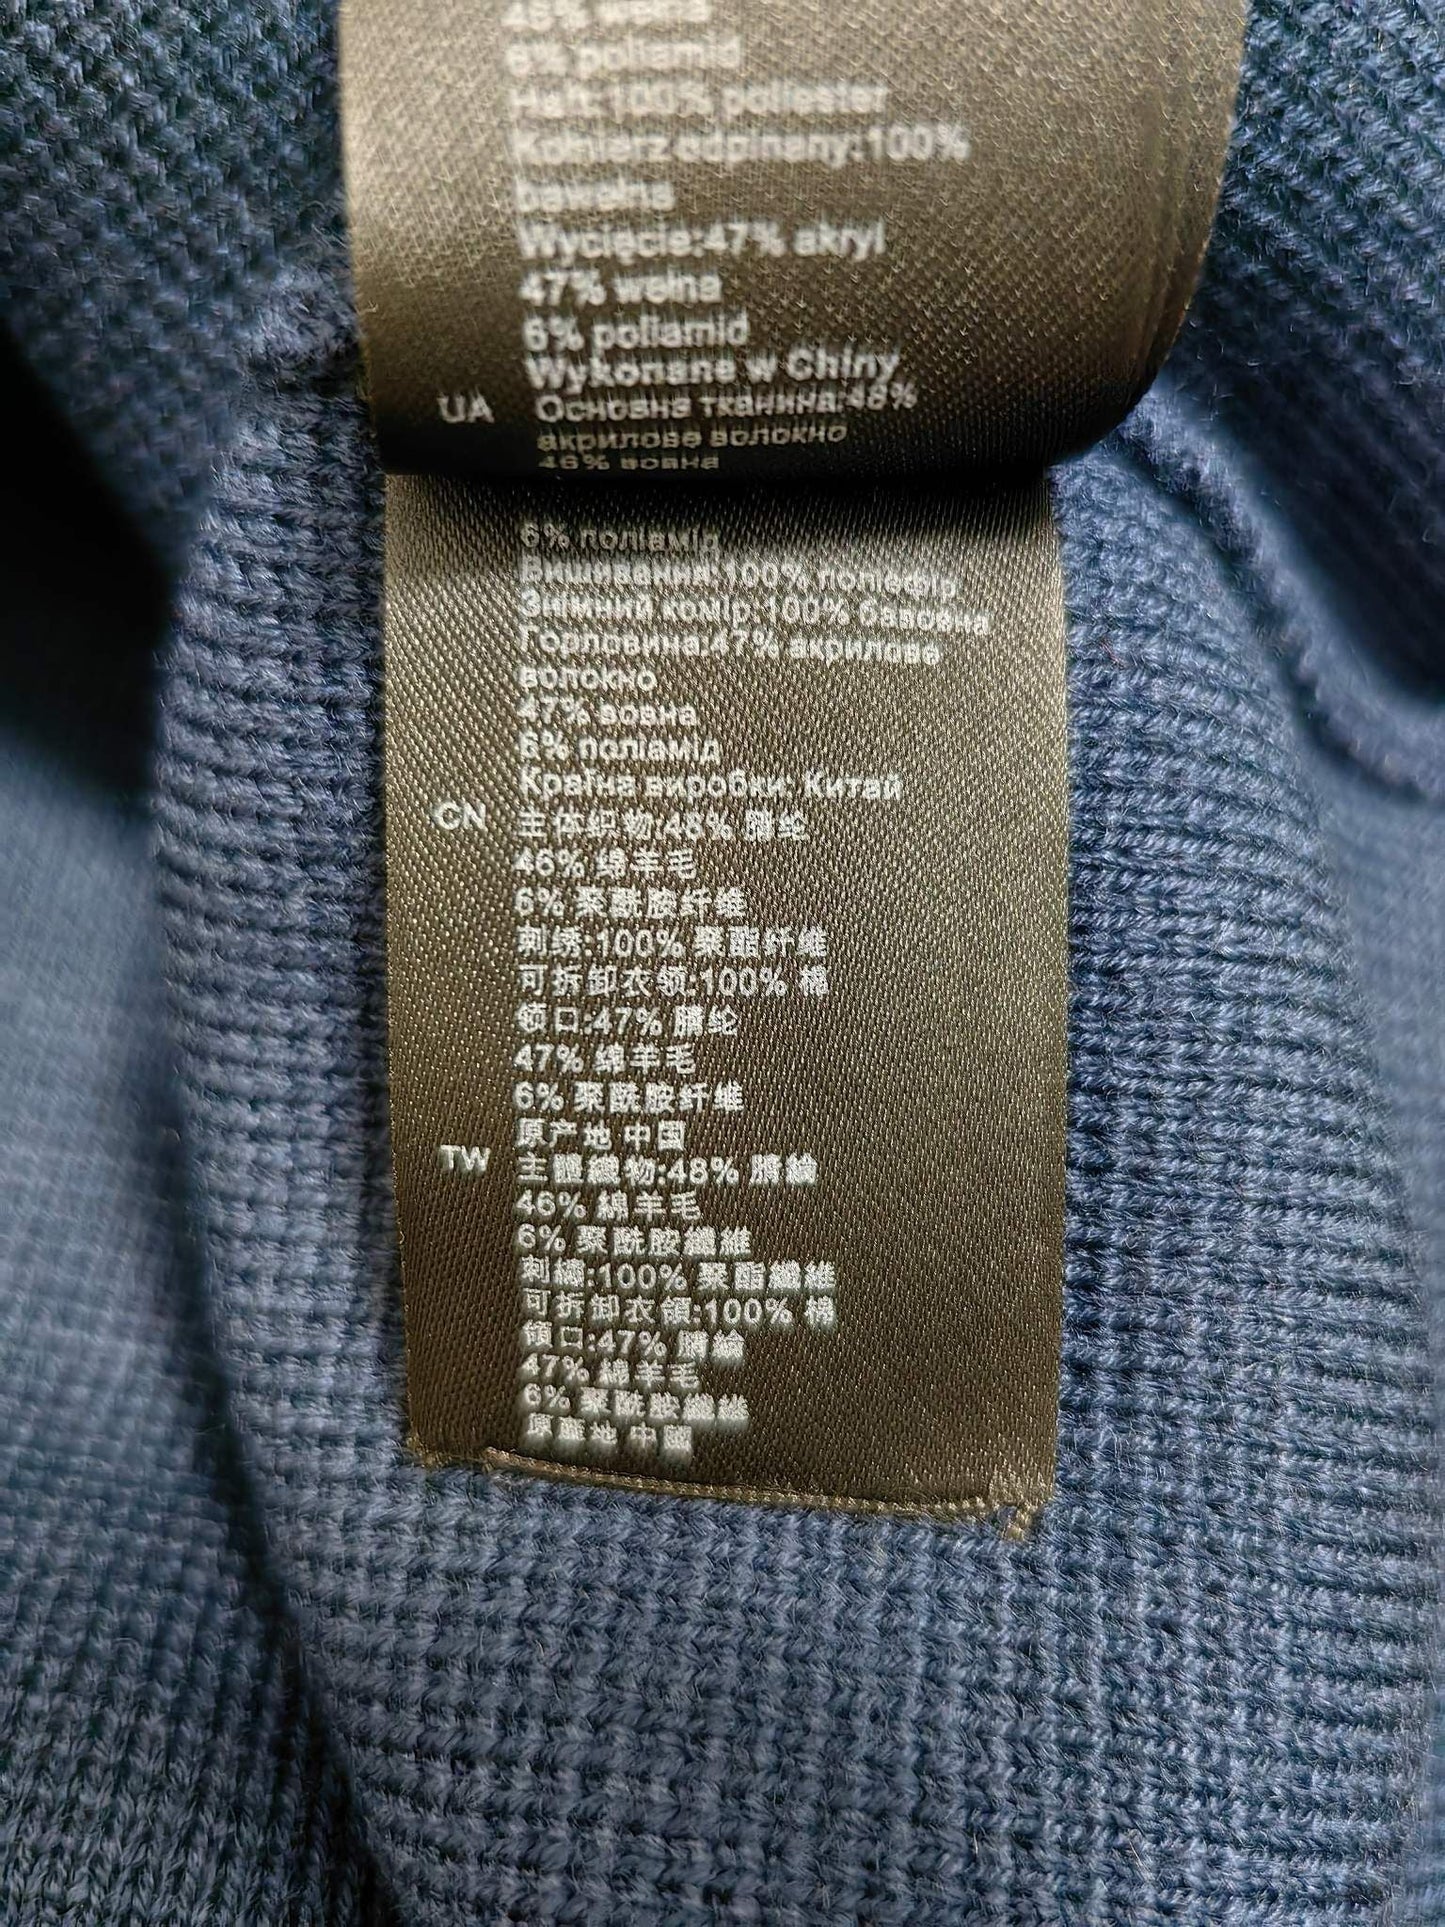 46% wełna
6% poliamid
Haft:100% poliester
Kołnierz odpinany:100%
bawełna
Wycięcie:47% akryl
47% wełna
6% poliamid
Wykonane w Chiny
UA Основна тканина:48%
акрилове волокно
46% вовна
6% поліамід
Вишивення:100% поліефір
Знімний комір:100% бавовна
Горловина:47% акрилове
волокно
47% вовна
6% поліамід
Країна виробки: Китай
CN 主体织物:48% 腈纶
46% 绵羊毛
6% 聚酰胺纤维
刺绣:100% 聚酯纤维
可拆卸衣领:100% 棉
领口:47% 腈纶
47% 绵羊毛
6% 聚酰胺纤维
原产地 中国
TW 主體織物:48% 腈綸
46% 綿羊毛
6% 聚酰胺纖維
刺繡:100% 聚酯纖維
可拆卸衣領:100% 棉
領口:47% 腈綸
47% 綿羊毛
6% 聚酰胺纖維
原產地 中國